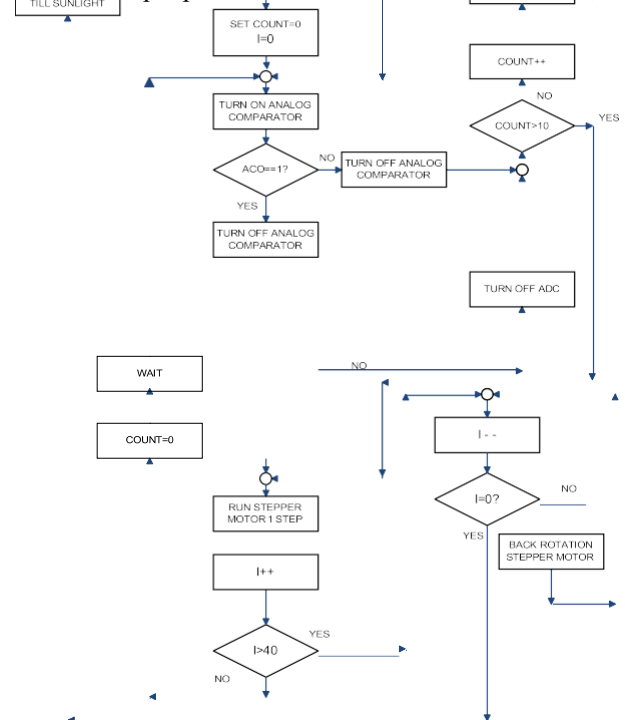 TILL SUNLIGHT
SET COUNT=0
I=0
COUNT++
NO
TURN ON ANALOG
COMPARATOR
COUNT>10
YES
ACO==1?
NO
TURN OFF ANALOG
COMPARATOR
YES
TURN OFF ANALOG
COMPARATOR
TURN OFF ADC
WAIT
NO
COUNT=0
I - -
I=0?
NO
RUN STEPPER
MOTOR 1 STEP
YES
BACK ROTATION
STEPPER MOTOR
I++
I>40
YES
NO